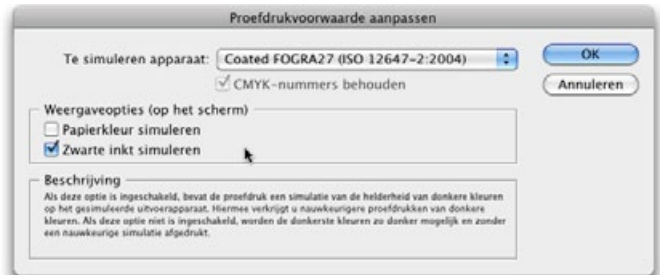 Proefdrukvoorwaarde aanpassen
Te simuleren apparaat: Coated FOGRA27 (ISO 12647-2:2004)
OK
CMYK-nummers behouden
Annuleren
Weergaveopties (op het scherm)
Papierkleur simuleren
Zwarte inkt simuleren
Beschrijving
Als deze optie is ingeschakeld, bevat de proefdruk een simulatie van de helderheid van donkere kleuren
op het gesimuleerde uitvoerapparaat. Hiermee verkrijgt u nauwkeurigere proefdrukken van donkere
kleuren. Als deze optie niet is ingeschakeld, worden de donkerste kleuren zo donker mogelijk en zonder
een nauwkeurige simulatie afgedrukt.